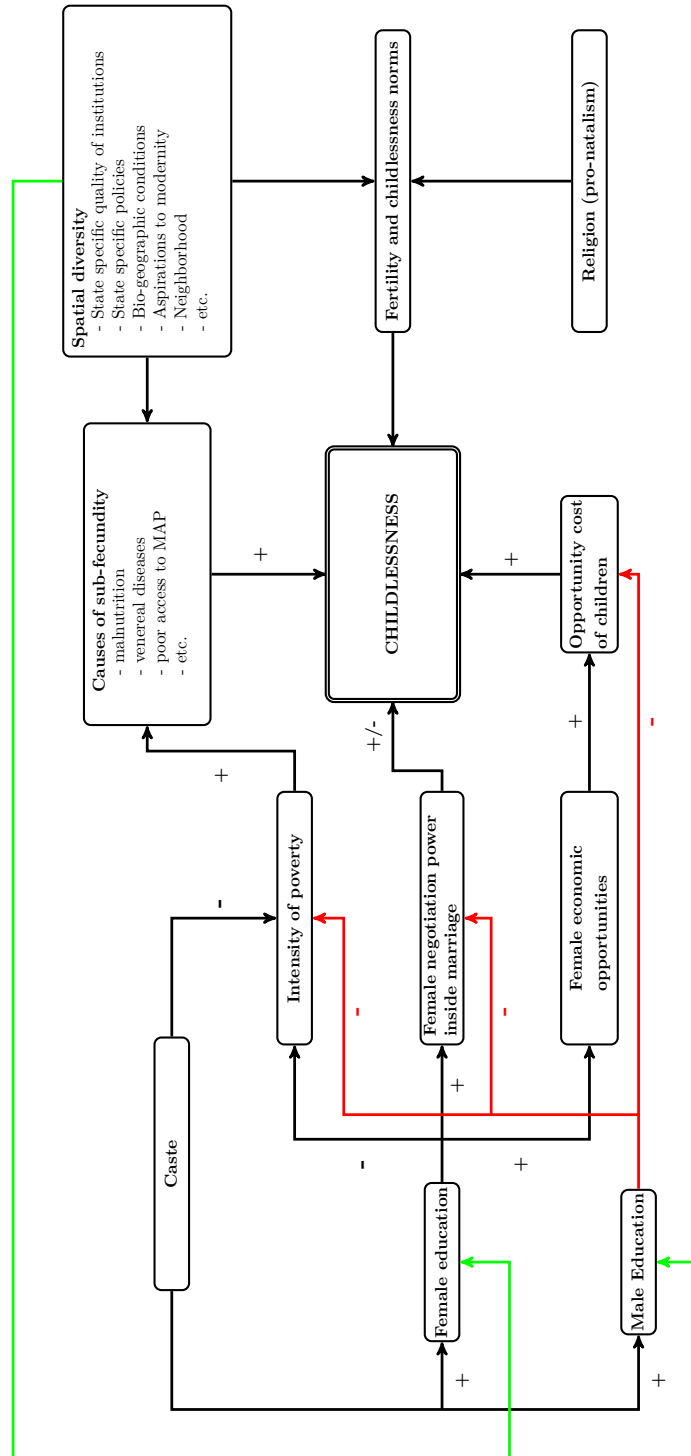 Caste
-
Causes of sub-fecundity
- malnutrition
- venereal diseases
- poor access to MAP
- etc.
Spatial diversity
- State specific quality of institutions
- State specific policies
- Bio-geographic conditions
- Aspirations to modernity
- Neighborhood
- etc.
+
+
Intensity of poverty
-
-
Female education
+
+
Female negotiation power
inside marriage
-
+/-
CHILDLESSNESS
Fertility and childlessness norms
+
+
Female economic
opportunities
+
Opportunity cost
of children
Religion (pro-natalism)
Male Education
+
-